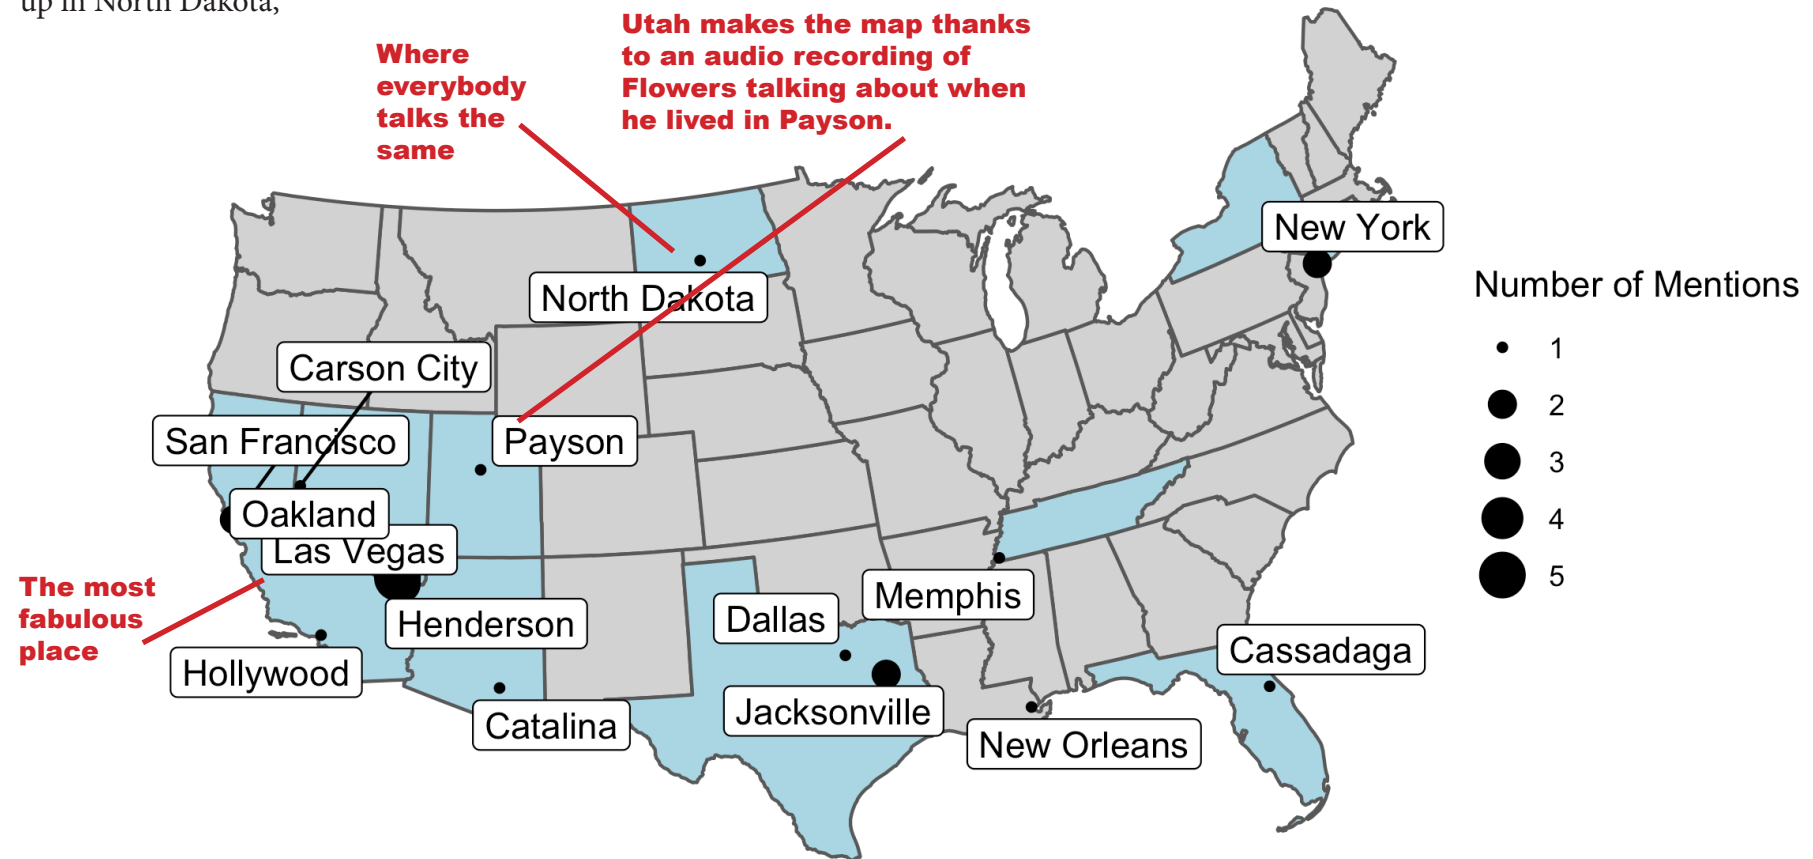 up in North Dakota,
Utah makes the map thanks
to an audio recording of
Flowers talking about when
he lived in Payson.
Where
everybody
talks the
same
New York
North Dakota
Carson City
San Francisco
Payson
Oakland
Las Vegas
The most
fabulous
place
Henderson
Hollywood
Catalina
Dallas
Memphis
Jacksonville
New Orleans
Cassadaga
Number of Mentions
1
2
3
4
5